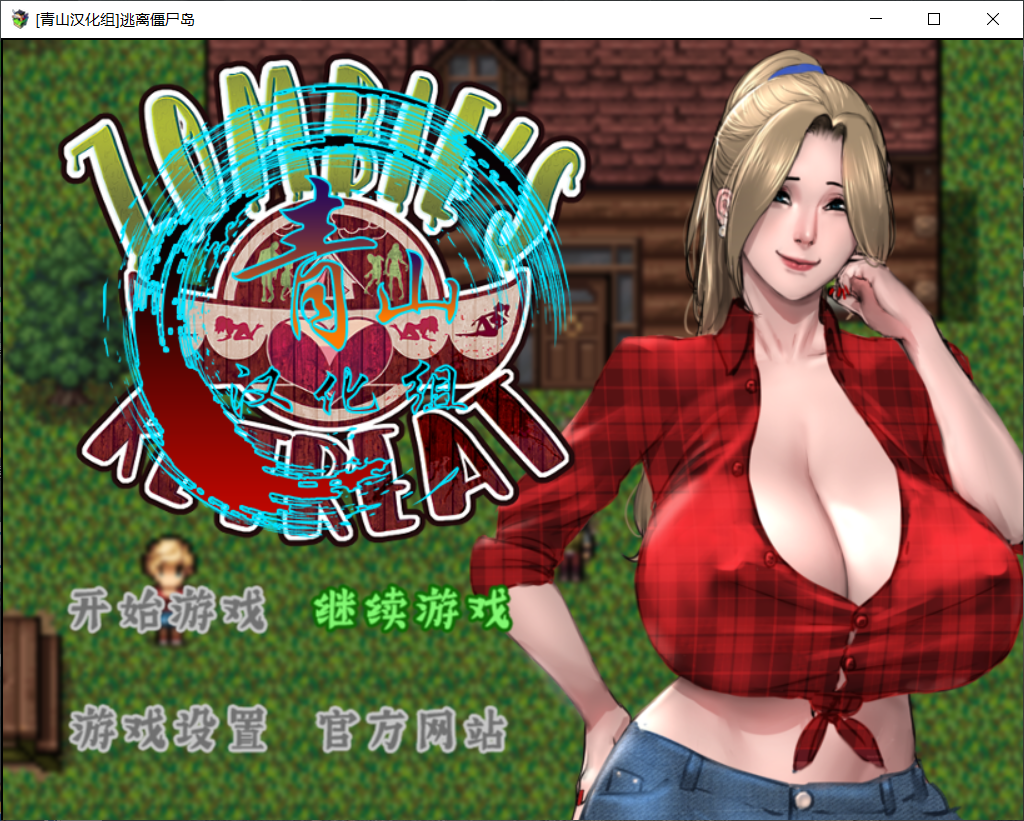 [青山汉化组]逃离僵尸岛
ZOMBIE'S
青山
汉化组
RETREAT
开始游戏 继续游戏
游戏设置 官方网站